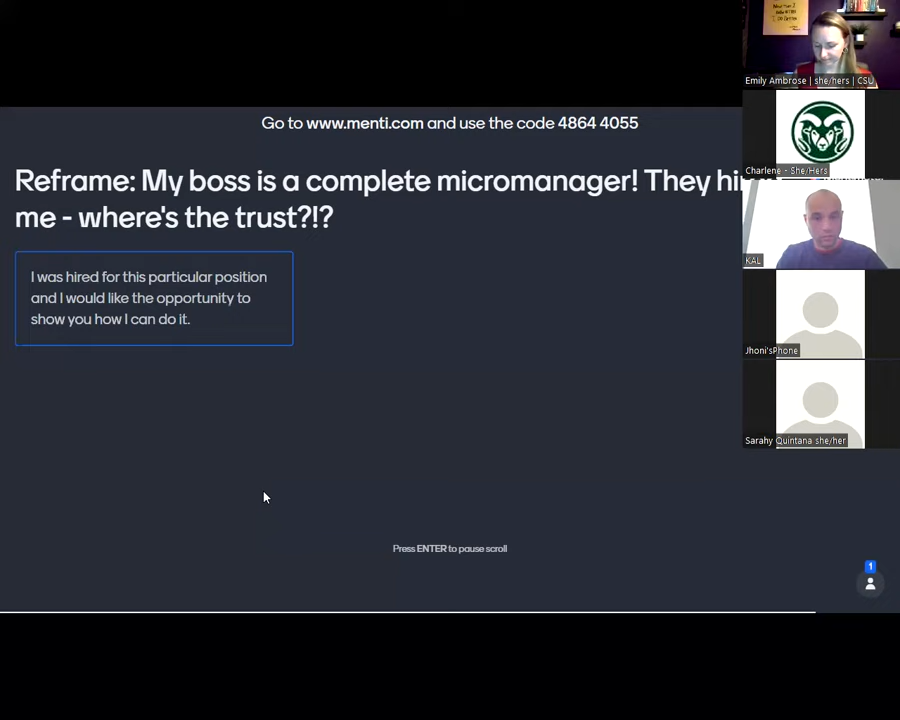 Go to www.menti.com and use the code 4864 4055
Reframe: My boss is a complete micromanager! They
me - where's the trust?!?
I was hired for this particular position
and I would like the opportunity to
show you how I can do it.
Press ENTER to pause scroll
1
Emily Ambrose | she/hers | CSU
Charlene - She/Hers
KAL
Jhoni'sPhone
Sarahy Quintana she/her